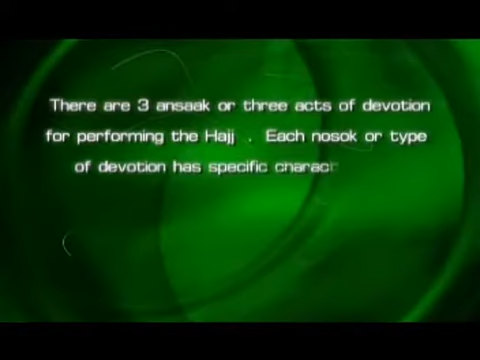 There are 3 ansaak or three acts of devotion
for performing the Hajj . Each nosok or type
of devotion has specific charact